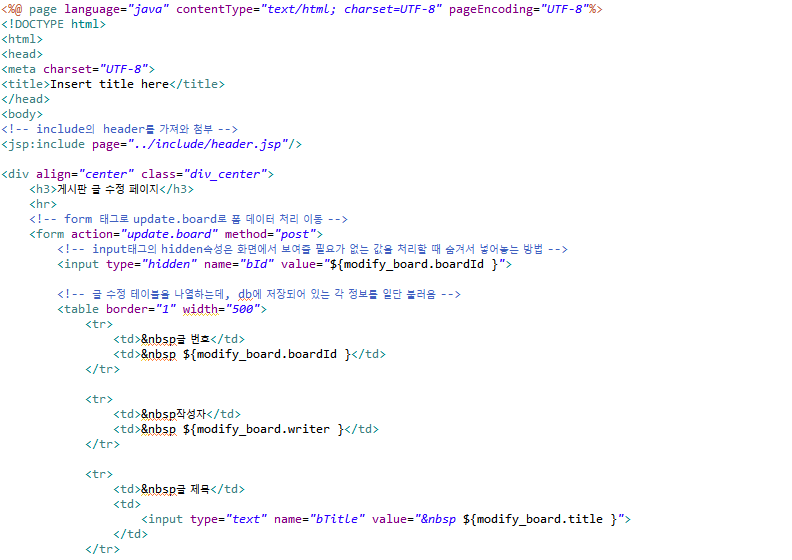 <%@ page language="java" contentType="text/html; charset=UTF-8" pageEncoding="UTF-8"%>
<!DOCTYPE html>
<html>
<head>
<meta charset="UTF-8">
<title>Insert title here</title>
</head>
<body>
<!-- include의 header를 가져와 첨부 -->
<jsp:include page="../include/header.jsp"/>
<div align="center" class="div_center">
<h3>게시판 글 수정 페이지</h3>
<hr>
<!-- form 태그로 update.board로 폼 데이터 처리 이동 -->
<form action="update.board" method="post">
<!-- input태그의 hidden속성은 화면에서 보여줄 필요가 없는 값을 처리할 때 숨겨서 넣어놓는 방법 -->
<input type="hidden" name="bId" value="${modify_board.boardId }">
<!-- 글 수정 테이블을 나열하는데, db에 저장되어 있는 각 정보를 일단 불러옴 -->
<table border="1" width="500">
<tr>
<td>&nbsp글 번호</td>
<td>&nbsp ${modify_board.boardId }</td>
</tr>
<tr>
<td>&nbsp작성자</td>
<td>&nbsp ${modify_board.writer }</td>
</tr>
<tr>
<td>&nbsp글 제목</td>
<td>
<input type="text" name="bTitle" value="&nbsp ${modify_board.title }">
</td>
</tr>